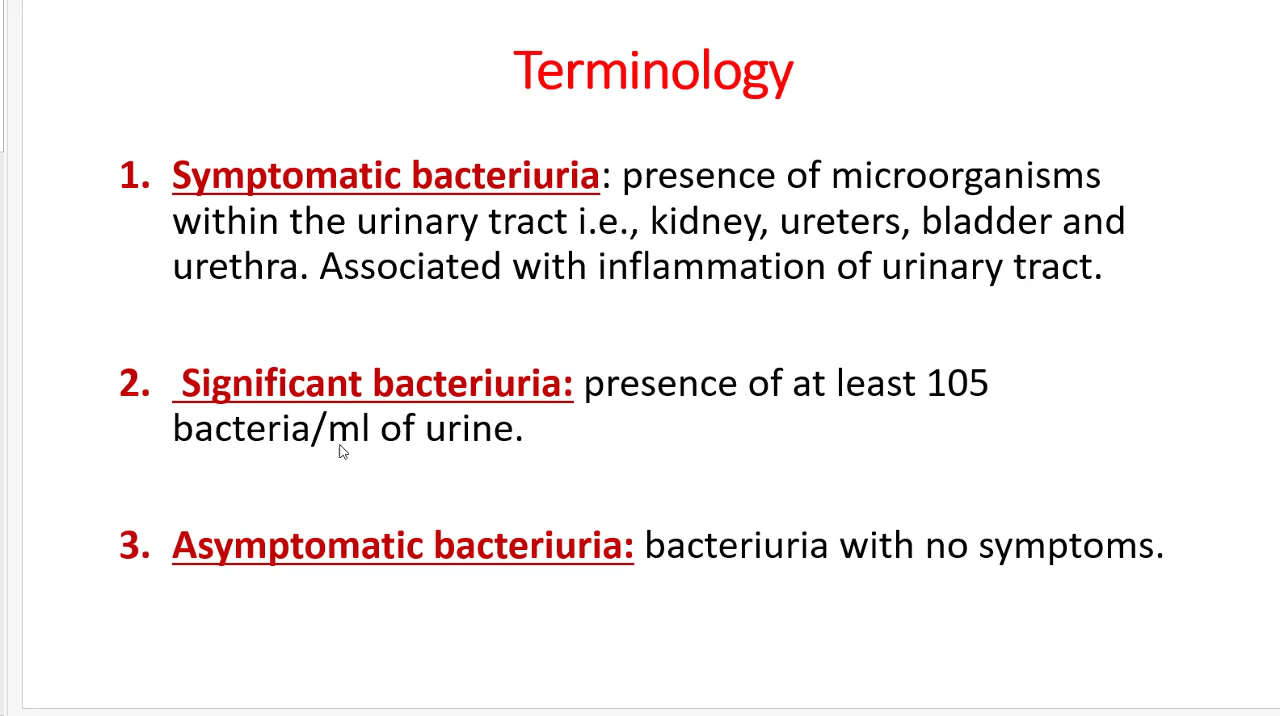 Terminology
1. Symptomatic bacteriuria: presence of microorganisms
within the urinary tract i.e., kidney, ureters, bladder and
urethra. Associated with inflammation of urinary tract.
2. Significant bacteriuria: presence of at least 105
bacteria/ml of urine.
3. Asymptomatic bacteriuria: bacteriuria with no symptoms.